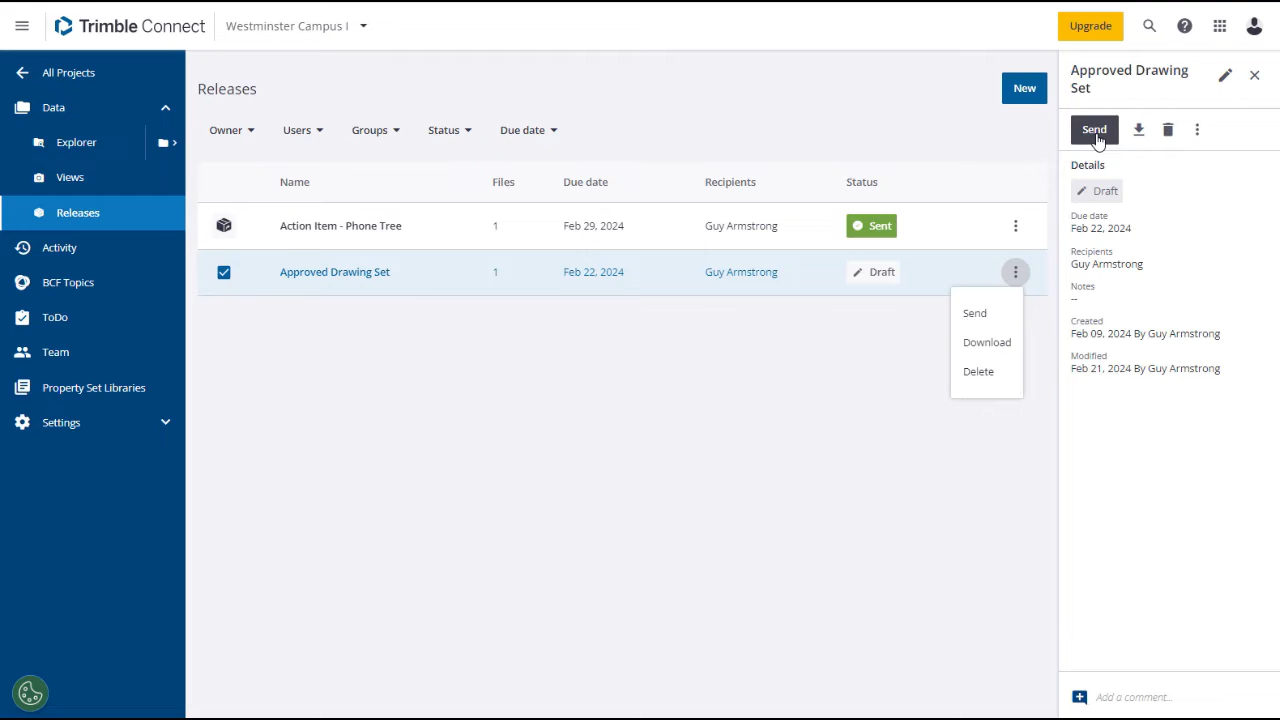 Trimble Connect
Westminster Campus I
Upgrade
All Projects
Data
Explorer
Views
Releases
Activity
BCF Topics
ToDo
Team
Property Set Libraries
Settings
Releases
New
Owner Users Groups Status Due date
Name Files Due date Recipients Status
Action Item - Phone Tree 1 Feb 29, 2024 Guy Armstrong Sent
Approved Drawing Set 1 Feb 22, 2024 Guy Armstrong Draft
Send
Download
Delete
Approved Drawing
Set
Send
Details
Draft
Due date
Feb 22, 2024
Recipients
Guy Armstrong
Notes
--
Created
Feb 09, 2024 By Guy Armstrong
Modified
Feb 21, 2024 By Guy Armstrong
Add a comment...